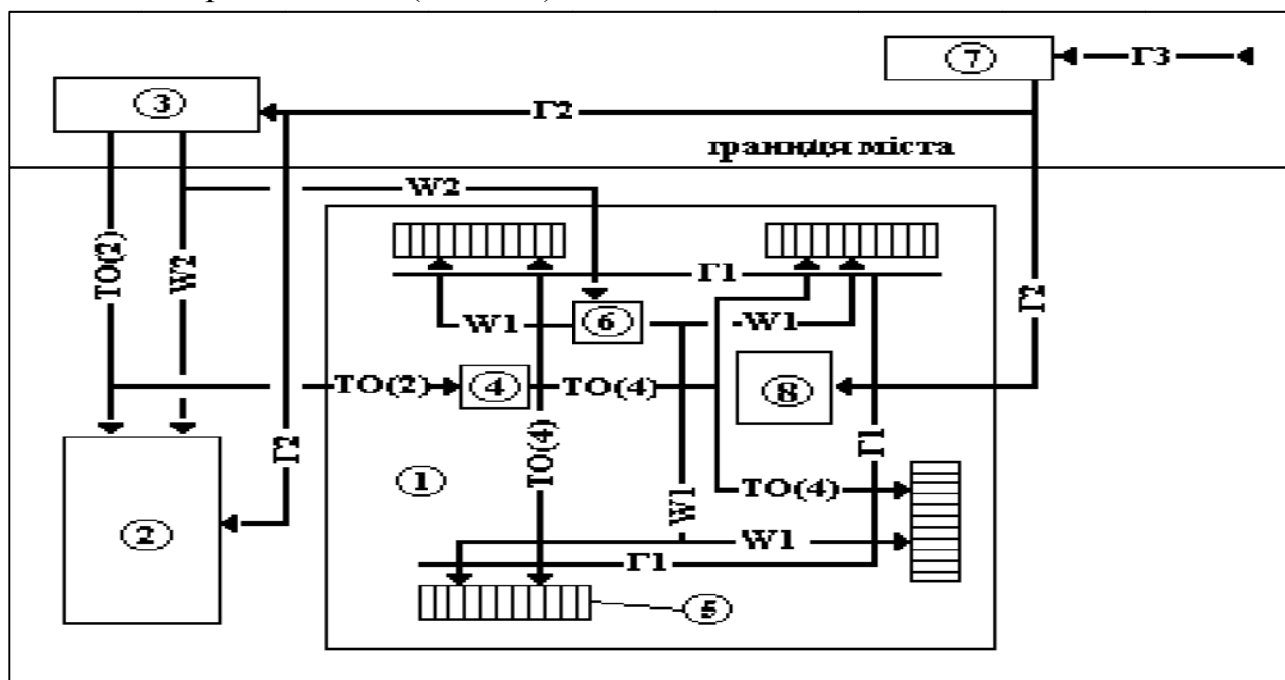 7
Г3
3
Г2
границя міста
W2
ТО(2)
W2
Г1
Г2
W1
6
-W1
ТО(2)
4
ТО(4)
8
Г2
ТО(4)
Г1
1
ТО(4)
W1
2
W1
Г1
5